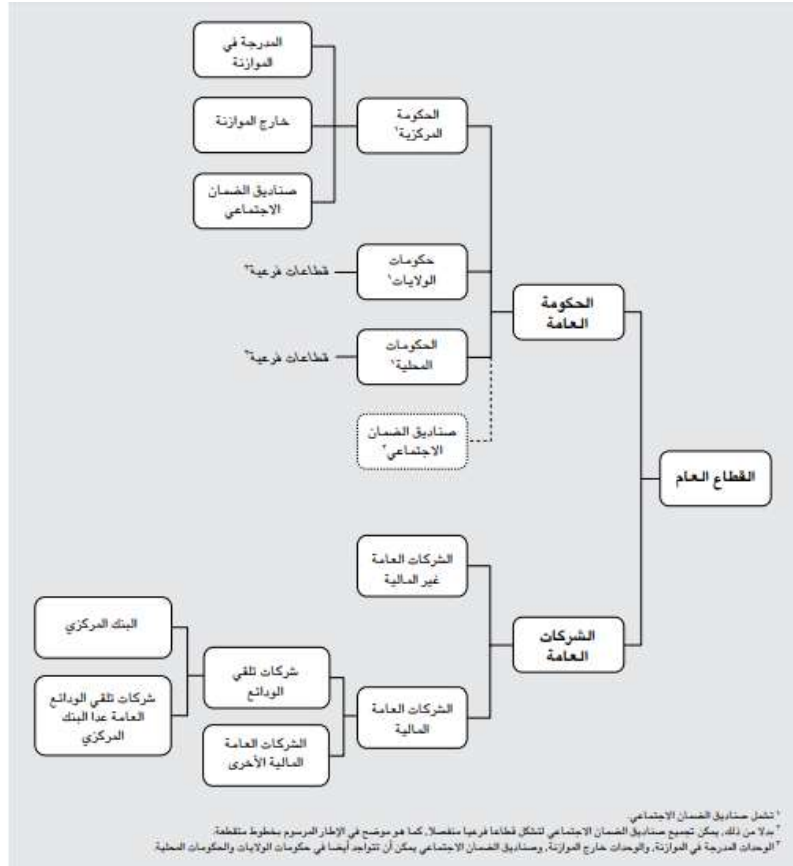 القطاع العام
الحكومة
العامة
الحكومة
المركزية¹
المدرجة في
الموازنة
خارج الموازنة
صناديق الضمان
الاجتماعي
حكومات
الولايات¹
قطاعات فرعية³
الحكومات
المحلية¹
قطاعات فرعية³
صناديق الضمان
الاجتماعي²
الشركات
العامة
الشركات العامة
غير المالية
الشركات العامة
المالية
شركات تلقي
الودائع
البنك المركزي
شركات تلقي الودائع
العامة عدا البنك
المركزي
الشركات العامة
المالية الأخرى
¹ تشمل صناديق الضمان الاجتماعي.
² بدلا من ذلك، يمكن تجميع صناديق الضمان الاجتماعي لتشكل قطاعا فرعيا منفصلا، كما هو موضح في الإطار المرسوم بخطوط متقطعة.
³ الوحدات المدرجة في الموازنة، والوحدات خارج الموازنة، وصناديق الضمان الاجتماعي يمكن أن تتواجد أيضا في حكومات الولايات والحكومات المحلية.